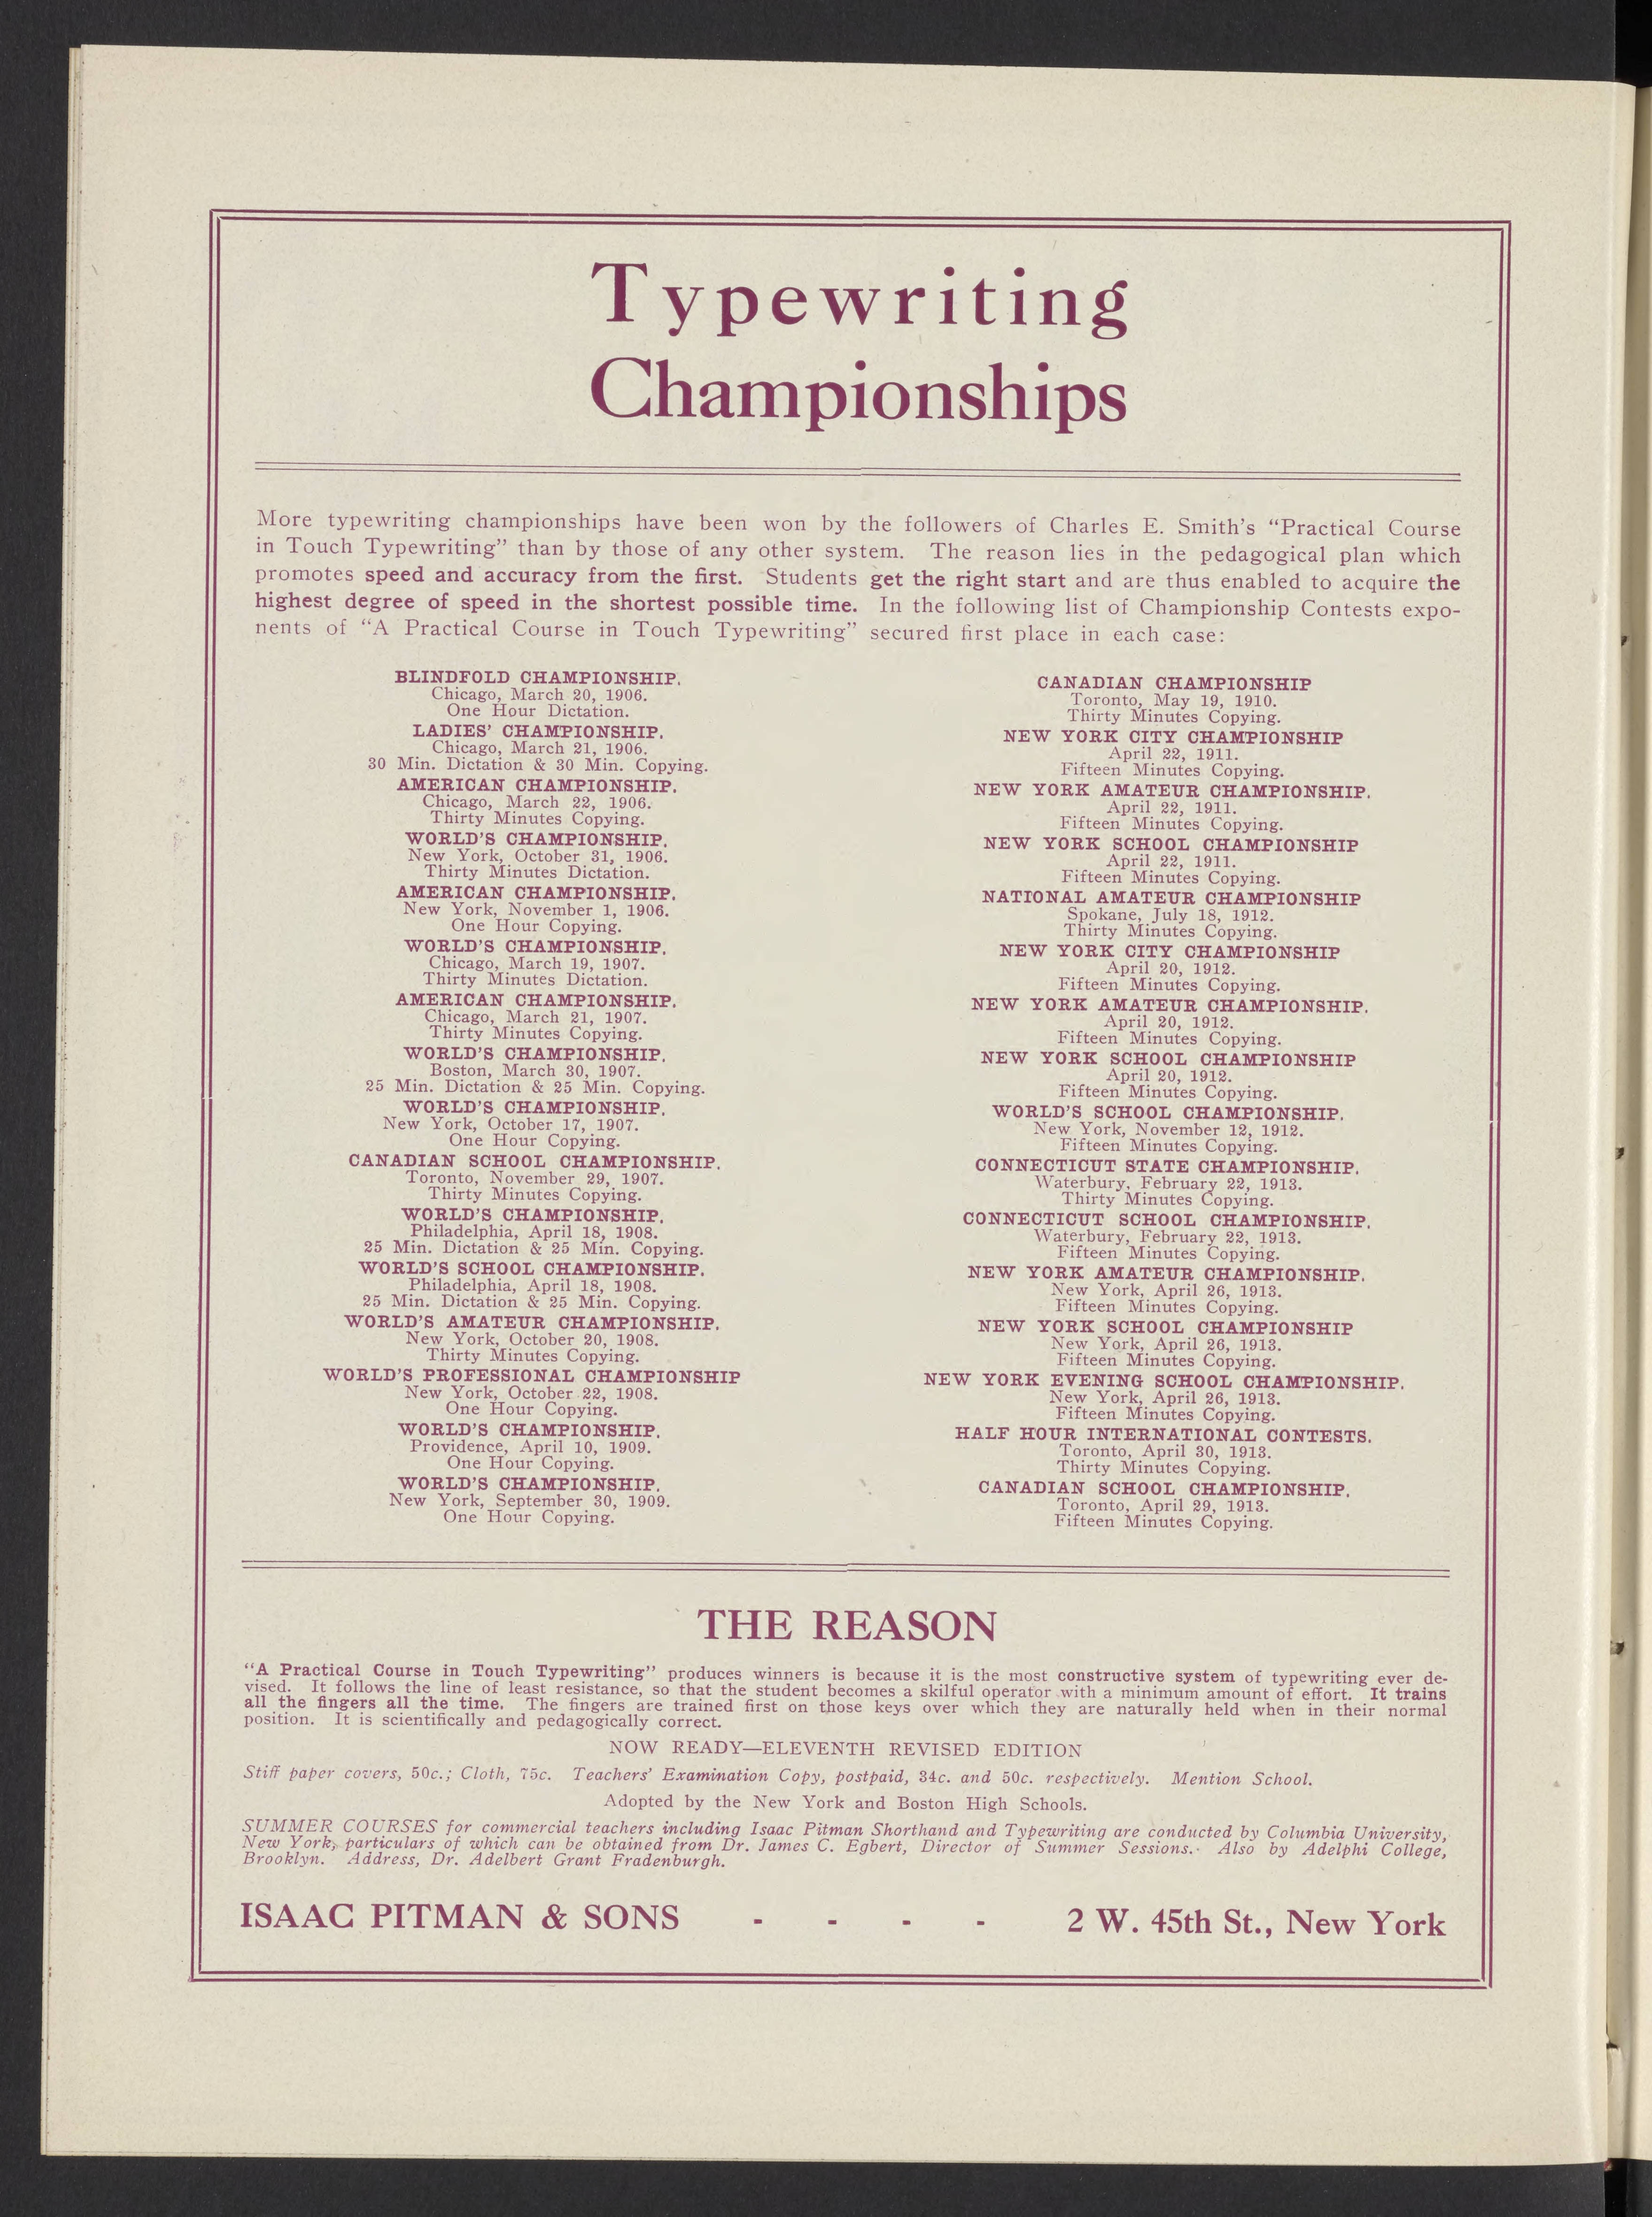 Typewriting
Championships
More typewriting championships have been won by the followers of Charles E. Smith's "Practical Course
in Touch Typewriting" than by those of any other system. The reason lies in the pedagogical plan which
promotes speed and accuracy from the first. Students get the right start and are thus enabled to acquire the
highest degree of speed in the shortest possible time. In the following list of Championship Contests expo-
nents of "A Practical Course in Touch Typewriting" secured first place in each case:
BLINDFOLD CHAMPIONSHIP.
Chicago, March 20, 1906.
One Hour Dictation.
LADIES' CHAMPIONSHIP.
Chicago, March 21, 1906.
30 Min. Dictation & 30 Min. Copying.
AMERICAN CHAMPIONSHIP.
Chicago, March 22, 1906.
Thirty Minutes Copying.
WORLD'S CHAMPIONSHIP.
New York, October 31, 1906.
Thirty Minutes Dictation.
AMERICAN CHAMPIONSHIP.
New York, November 1, 1906.
One Hour Copying.
WORLD'S CHAMPIONSHIP.
Chicago, March 19, 1907.
Thirty Minutes Dictation.
AMERICAN CHAMPIONSHIP.
Chicago, March 21, 1907.
Thirty Minutes Copying.
WORLD'S CHAMPIONSHIP.
Boston, March 30, 1907.
25 Min. Dictation & 25 Min. Copying.
WORLD'S CHAMPIONSHIP.
New York, October 17, 1907.
One Hour Copying.
CANADIAN SCHOOL CHAMPIONSHIP.
Toronto, November 29, 1907.
Thirty Minutes Copying.
WORLD'S CHAMPIONSHIP.
Philadelphia, April 18, 1908.
25 Min. Dictation & 25 Min. Copying.
WORLD'S SCHOOL CHAMPIONSHIP.
Philadelphia, April 18, 1908.
25 Min. Dictation & 25 Min. Copying.
WORLD'S AMATEUR CHAMPIONSHIP.
New York, October 20, 1908.
Thirty Minutes Copying.
WORLD'S PROFESSIONAL CHAMPIONSHIP
New York, October 22, 1908.
One Hour Copying.
WORLD'S CHAMPIONSHIP.
Providence, April 10, 1909.
One Hour Copying.
WORLD'S CHAMPIONSHIP.
New York, September 30, 1909.
One Hour Copying.
CANADIAN CHAMPIONSHIP
Toronto, May 19, 1910.
Thirty Minutes Copying.
NEW YORK CITY CHAMPIONSHIP
April 22, 1911.
Fifteen Minutes Copying.
NEW YORK AMATEUR CHAMPIONSHIP.
April 22, 1911.
Fifteen Minutes Copying.
NEW YORK SCHOOL CHAMPIONSHIP
April 22, 1911.
Fifteen Minutes Copying.
NATIONAL AMATEUR CHAMPIONSHIP
Spokane, July 18, 1912.
Thirty Minutes Copying.
NEW YORK CITY CHAMPIONSHIP
April 20, 1912.
Fifteen Minutes Copying.
NEW YORK AMATEUR CHAMPIONSHIP.
April 20, 1912.
Fifteen Minutes Copying.
NEW YORK SCHOOL CHAMPIONSHIP
April 20, 1912.
Fifteen Minutes Copying.
WORLD'S SCHOOL CHAMPIONSHIP.
New York, November 12, 1912.
Fifteen Minutes Copying.
CONNECTICUT STATE CHAMPIONSHIP.
Waterbury, February 22, 1913.
Thirty Minutes Copying.
CONNECTICUT SCHOOL CHAMPIONSHIP.
Waterbury, February 22, 1913.
Fifteen Minutes Copying.
NEW YORK AMATEUR CHAMPIONSHIP.
New York, April 26, 1913.
Fifteen Minutes Copying.
NEW YORK SCHOOL CHAMPIONSHIP
New York, April 26, 1913.
Fifteen Minutes Copying.
NEW YORK EVENING SCHOOL CHAMPIONSHIP.
New York, April 26, 1913.
Fifteen Minutes Copying.
HALF HOUR INTERNATIONAL CONTESTS.
Toronto, April 30, 1913.
Thirty Minutes Copying.
CANADIAN SCHOOL CHAMPIONSHIP.
Toronto, April 29, 1913.
Fifteen Minutes Copying.
THE REASON
"A Practical Course in Touch Typewriting" produces winners is because it is the most constructive system of typewriting ever de-
vised. It follows the line of least resistance, so that the student becomes a skilful operator with a minimum amount of effort. It trains
all the fingers all the time. The fingers are trained first on those keys over which they are naturally held when in their normal
position. It is scientifically and pedagogically correct.
NOW READY—ELEVENTH REVISED EDITION
Stiff paper covers, 50c.; Cloth, 75c. Teachers' Examination Copy, postpaid, 34c. and 50c. respectively. Mention School.
Adopted by the New York and Boston High Schools.
SUMMER COURSES for commercial teachers including Isaac Pitman Shorthand and Typewriting are conducted by Columbia University,
New York, particulars of which can be obtained from Dr. James C. Egbert, Director of Summer Sessions. Also by Adelphi College,
Brooklyn. Address, Dr. Adelbert Grant Fradenburgh.
ISAAC PITMAN & SONS - - - - 2 W. 45th St., New York